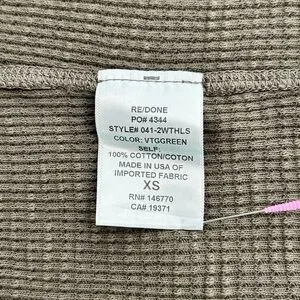 RE/DONE
PO# 4344
STYLE# 041-2WTHLS
COLOR: VTGGREEN
SELF:
100% COTTON/COTON
MADE IN USA OF
IMPORTED FABRIC
XS
RN# 146770
CA# 19371